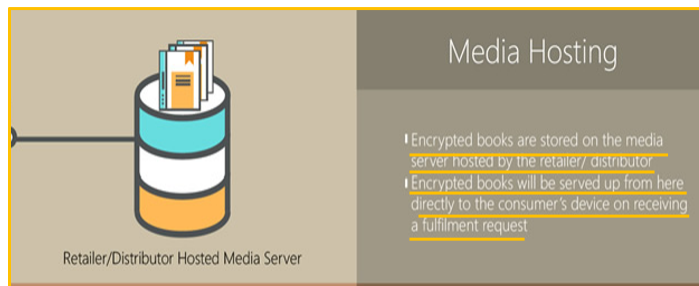 Media Hosting
Encrypted books are stored on the media
server hosted by the retailer/ distributor
Encrypted books will be served up from here
directly to the consumer's device on receiving
a fulfilment request
Retailer/Distributor Hosted Media Server